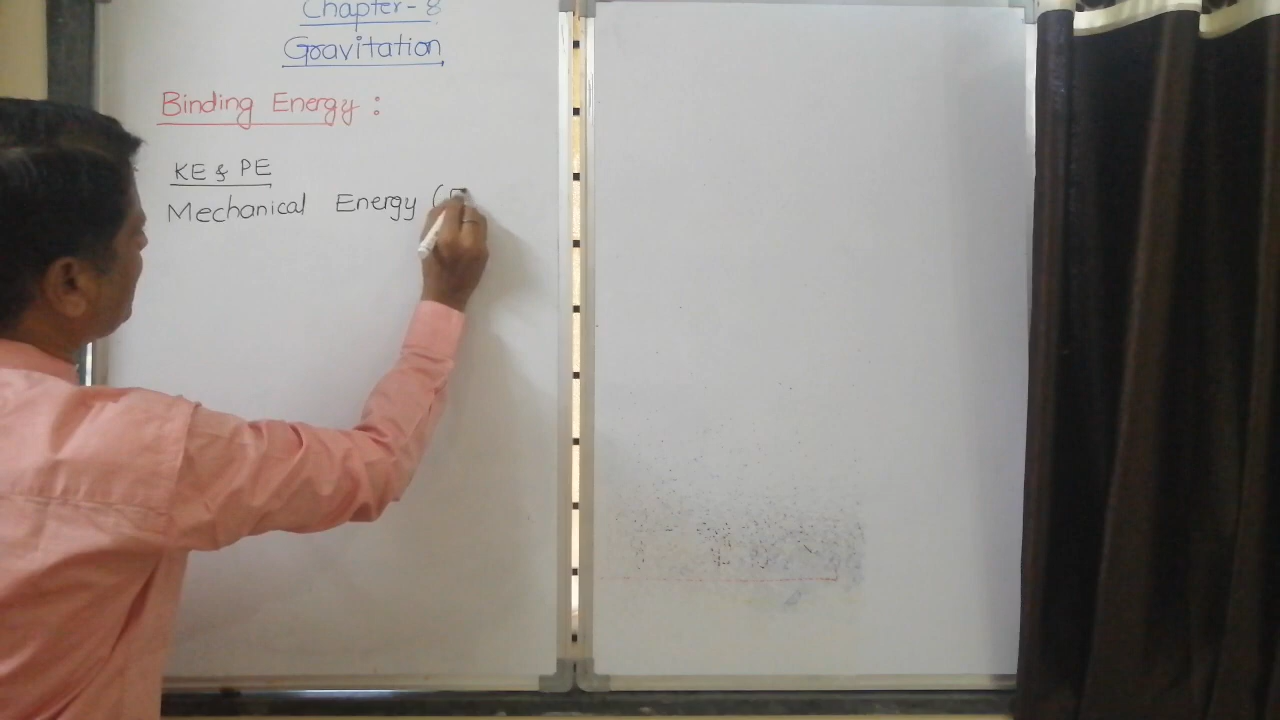 Chapter - 8
Gravitation
Binding Energy :
KE & PE
Mechanical Energy (